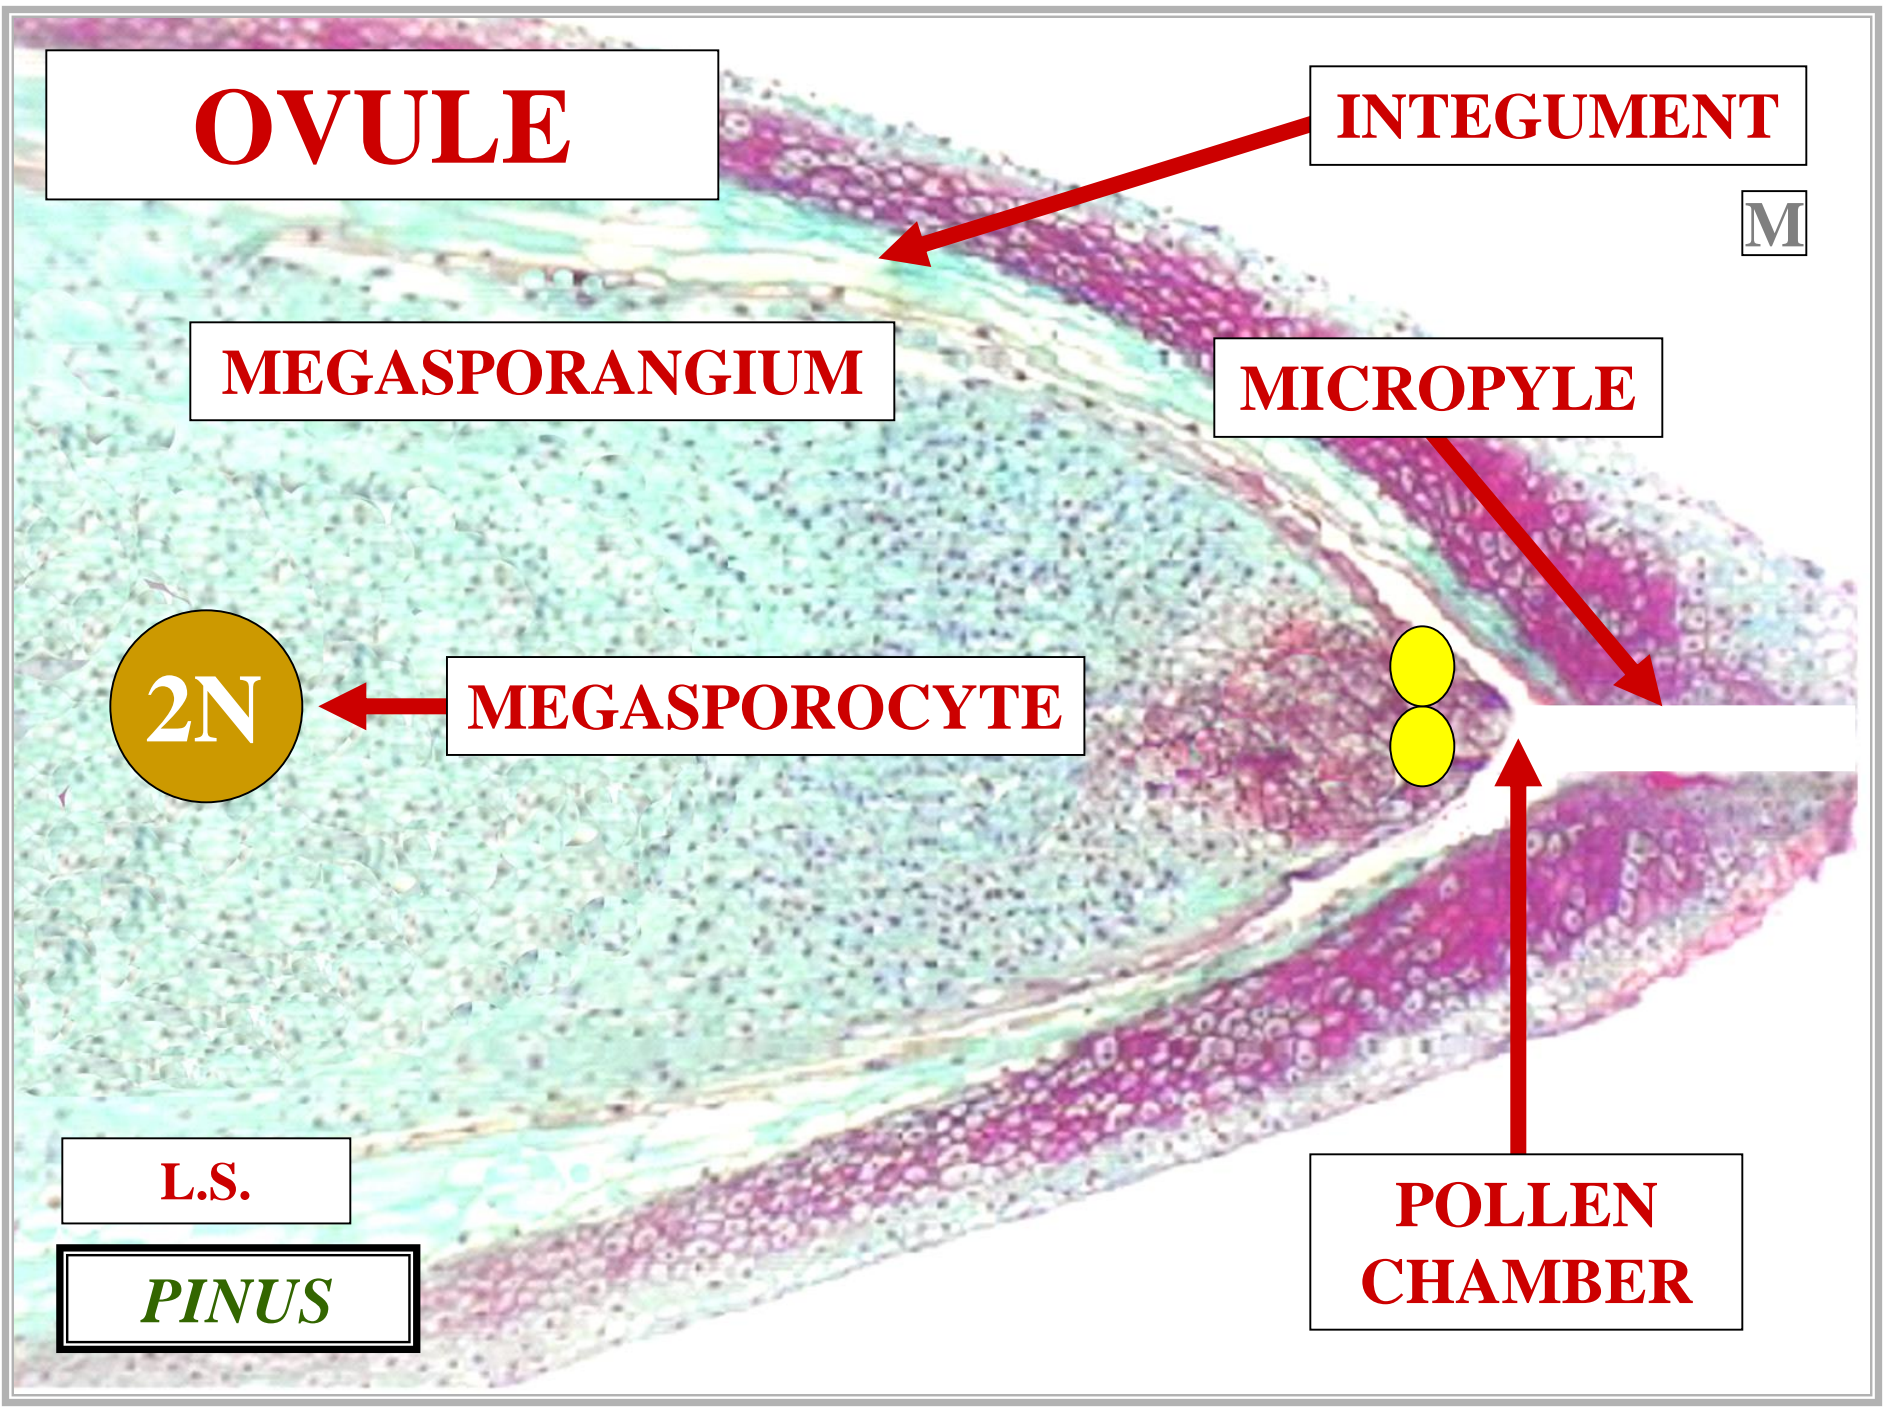 OVULE
INTEGUMENT
M
MEGASPORANGIUM
MICROPYLE
2N
MEGASPOROCYTE
L.S.
PINUS
POLLEN
CHAMBER